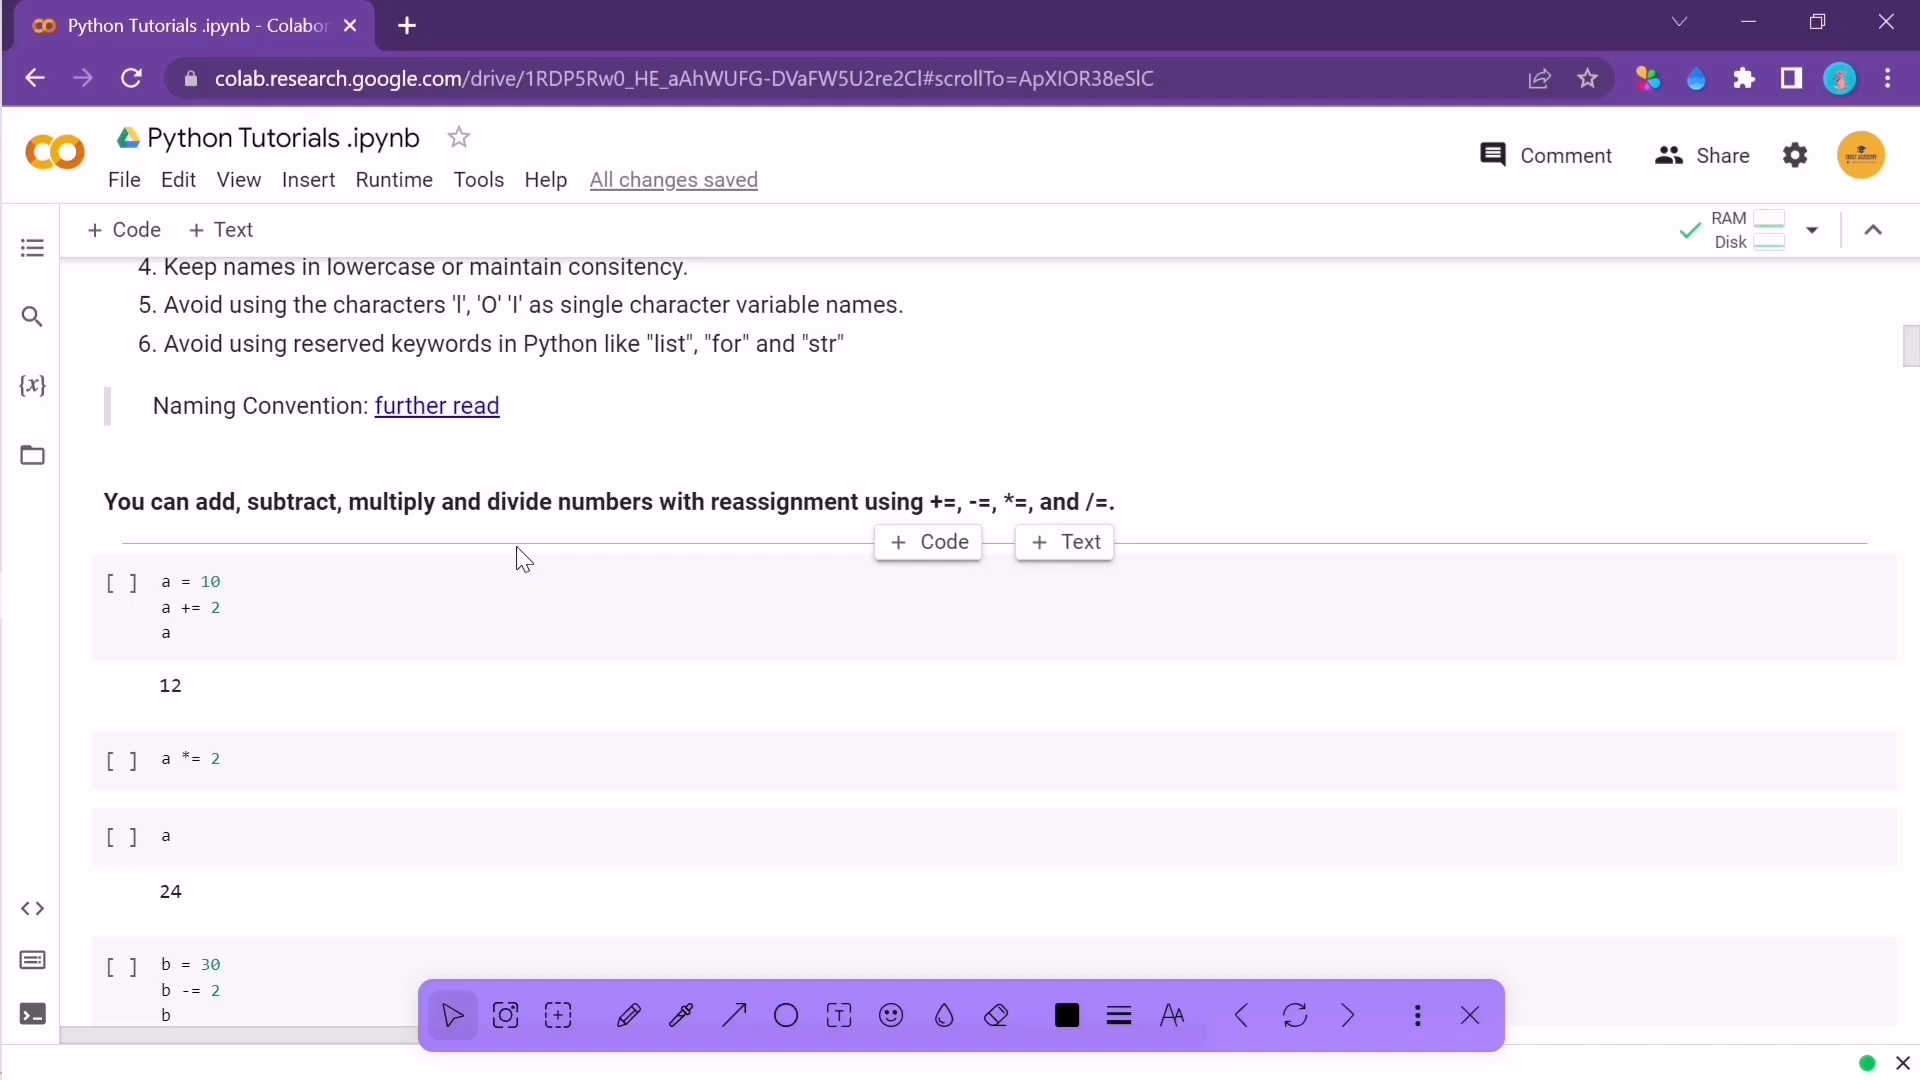 Python Tutorials .ipynb - Colabor
colab.research.google.com/drive/1RDP5Rw0_HE_aAhWUFG-DVaFW5U2re2Cl#scrollTo=ApXIOR38eSlC
Python Tutorials .ipynb
Comment Share
File Edit View Insert Runtime Tools Help All changes saved
+ Code + Text
RAM
Disk
4. Keep names in lowercase or maintain consitency.
5. Avoid using the characters 'l', 'O' 'I' as single character variable names.
6. Avoid using reserved keywords in Python like "list", "for" and "str"
{x}
Naming Convention: further read
You can add, subtract, multiply and divide numbers with reassignment using +=, -=, *=, and /=.
+ Code + Text
[ ] a = 10
a += 2
a
12
[ ] a *= 2
[ ] a
24
[ ] b = 30
b -= 2
b